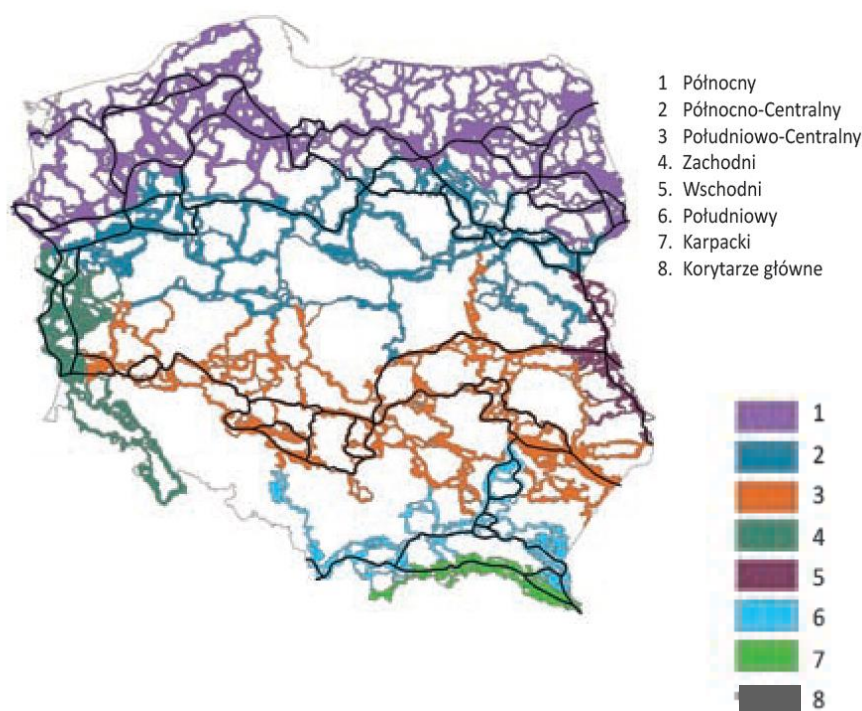 1 Północny
2 Północno-Centralny
3 Południowo-Centralny
4. Zachodni
5. Wschodni
6. Południowy
7. Karpacki
8. Korytarze główne
1
2
3
4
5
6
7
8